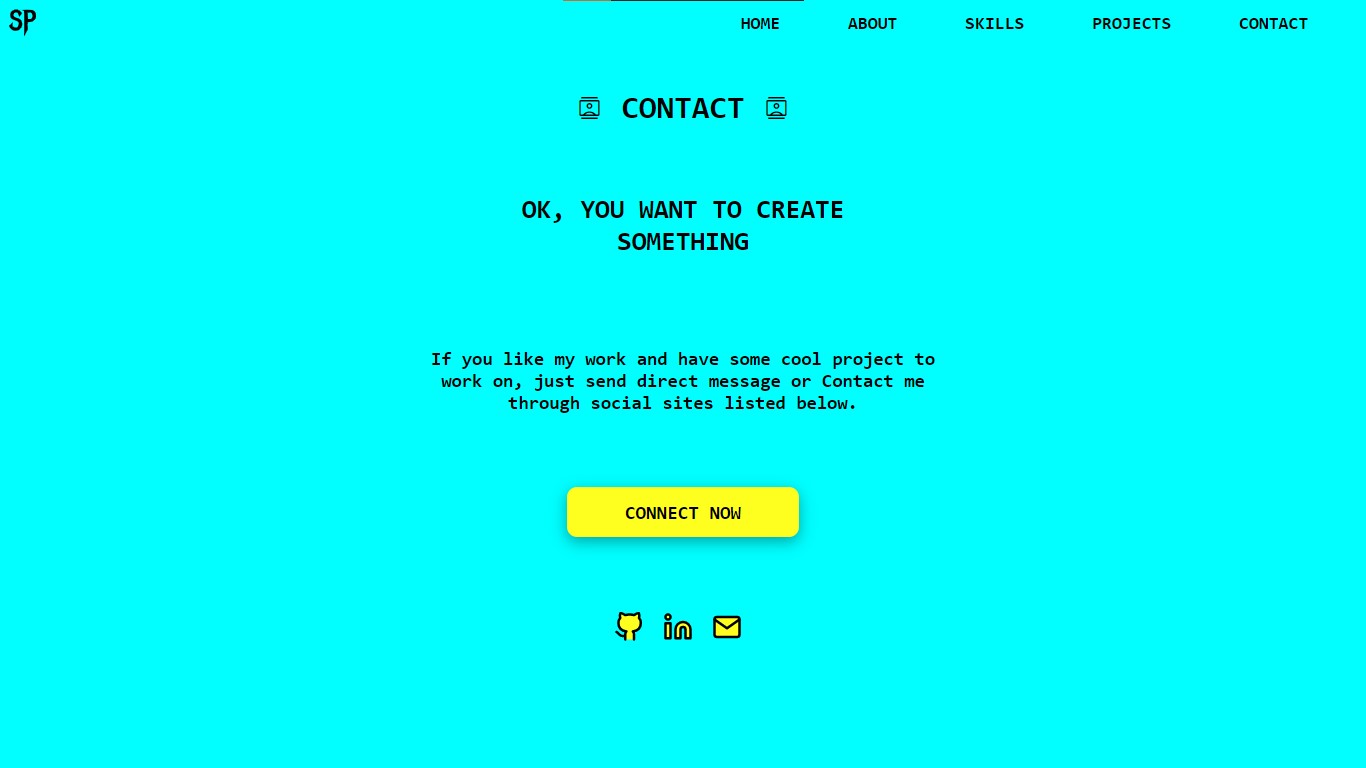 SP
HOME ABOUT SKILLS PROJECTS CONTACT
CONTACT
OK, YOU WANT TO CREATE
SOMETHING
If you like my work and have some cool project to
work on, just send direct message or Contact me
through social sites listed below.
CONNECT NOW
in